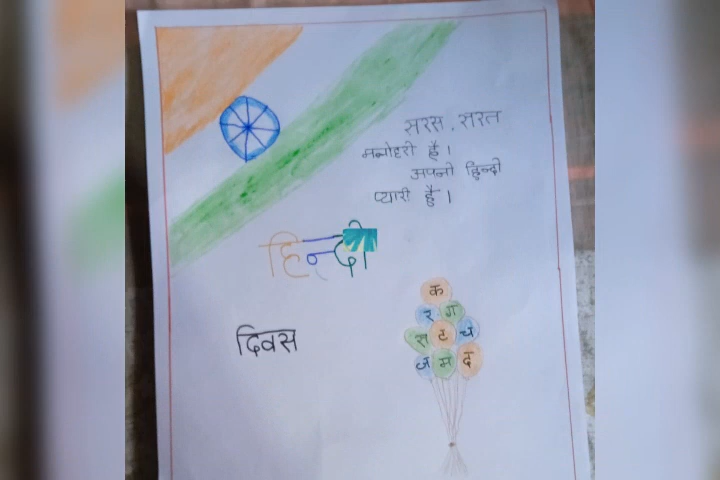 सरस, सरत
मनोहरी है।
अपनी हिन्दी
प्यारी है।
हिन्दी
दिवस
क
र ग
स ट च
ज म द